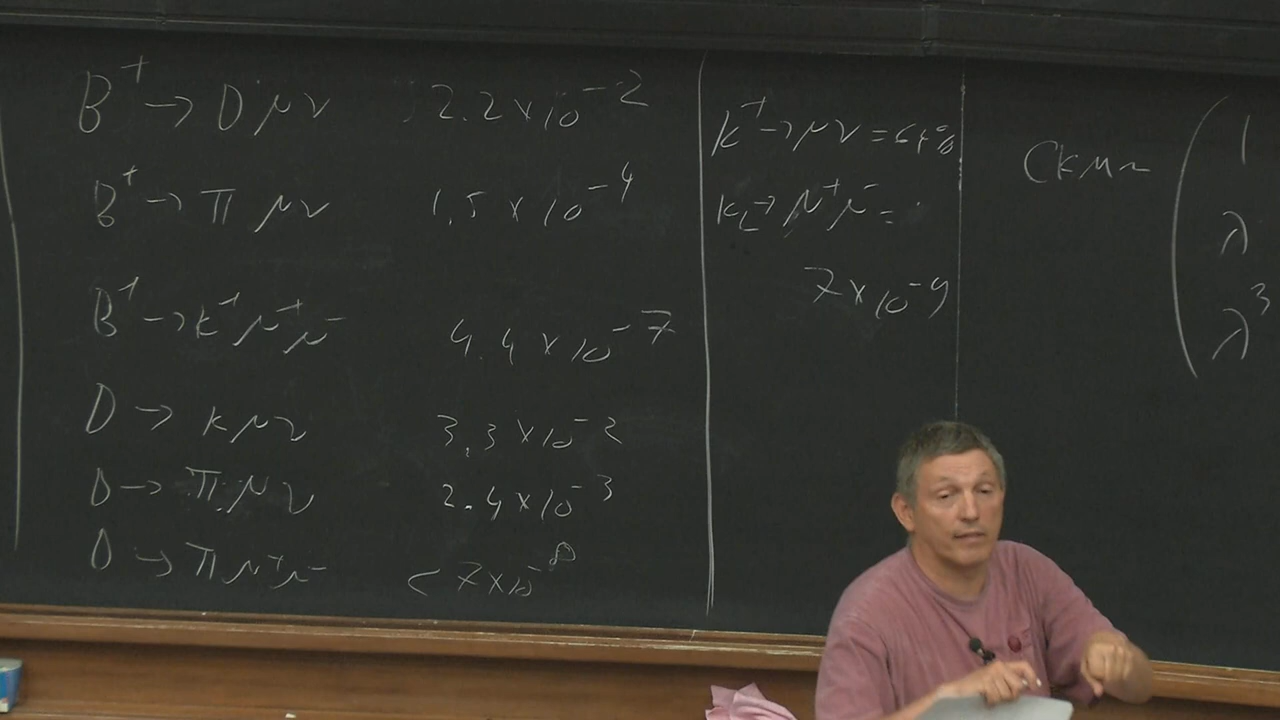 B⁺ → D μ ν 2.2 × 10⁻²
B⁺ → π μ ν 1.5 × 10⁻⁴
B⁺ → K⁺ μ⁺ μ⁻ 4.4 × 10⁻⁷
D → K μ ν 3.3 × 10⁻²
D → π μ ν 2.4 × 10⁻³
D → π μ⁺ μ⁻ < 7 × 10⁻⁸
K⁺ → μ ν = 64%
K_L → μ⁺ μ⁻ =
7 × 10⁻⁹
CKM ~
1
λ
λ³